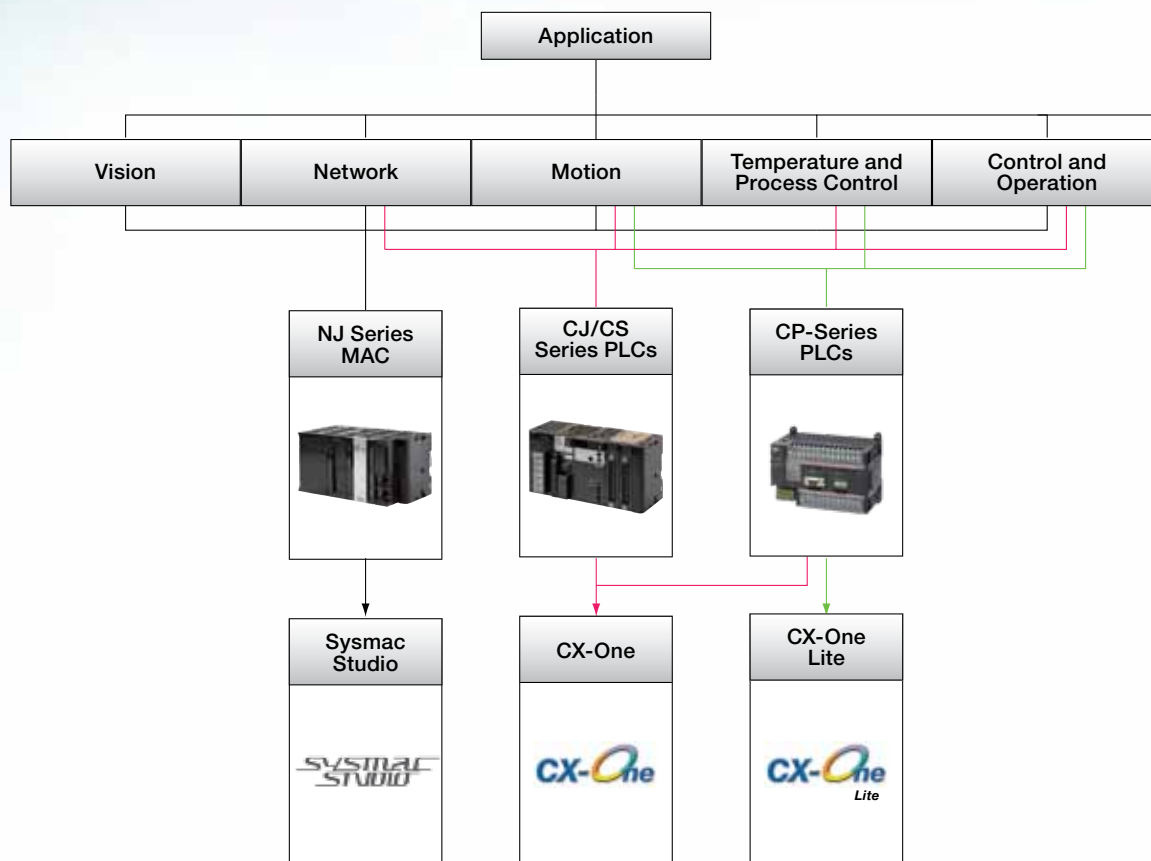 Application
Vision
Network
Motion
Temperature and
Process Control
Control and
Operation
NJ Series
MAC
CJ/CS
Series PLCs
CP-Series
PLCs
Sysmac
Studio
CX-One
CX-One
Lite
SYSMAC
STUDIO
CX-One
CX-One
Lite